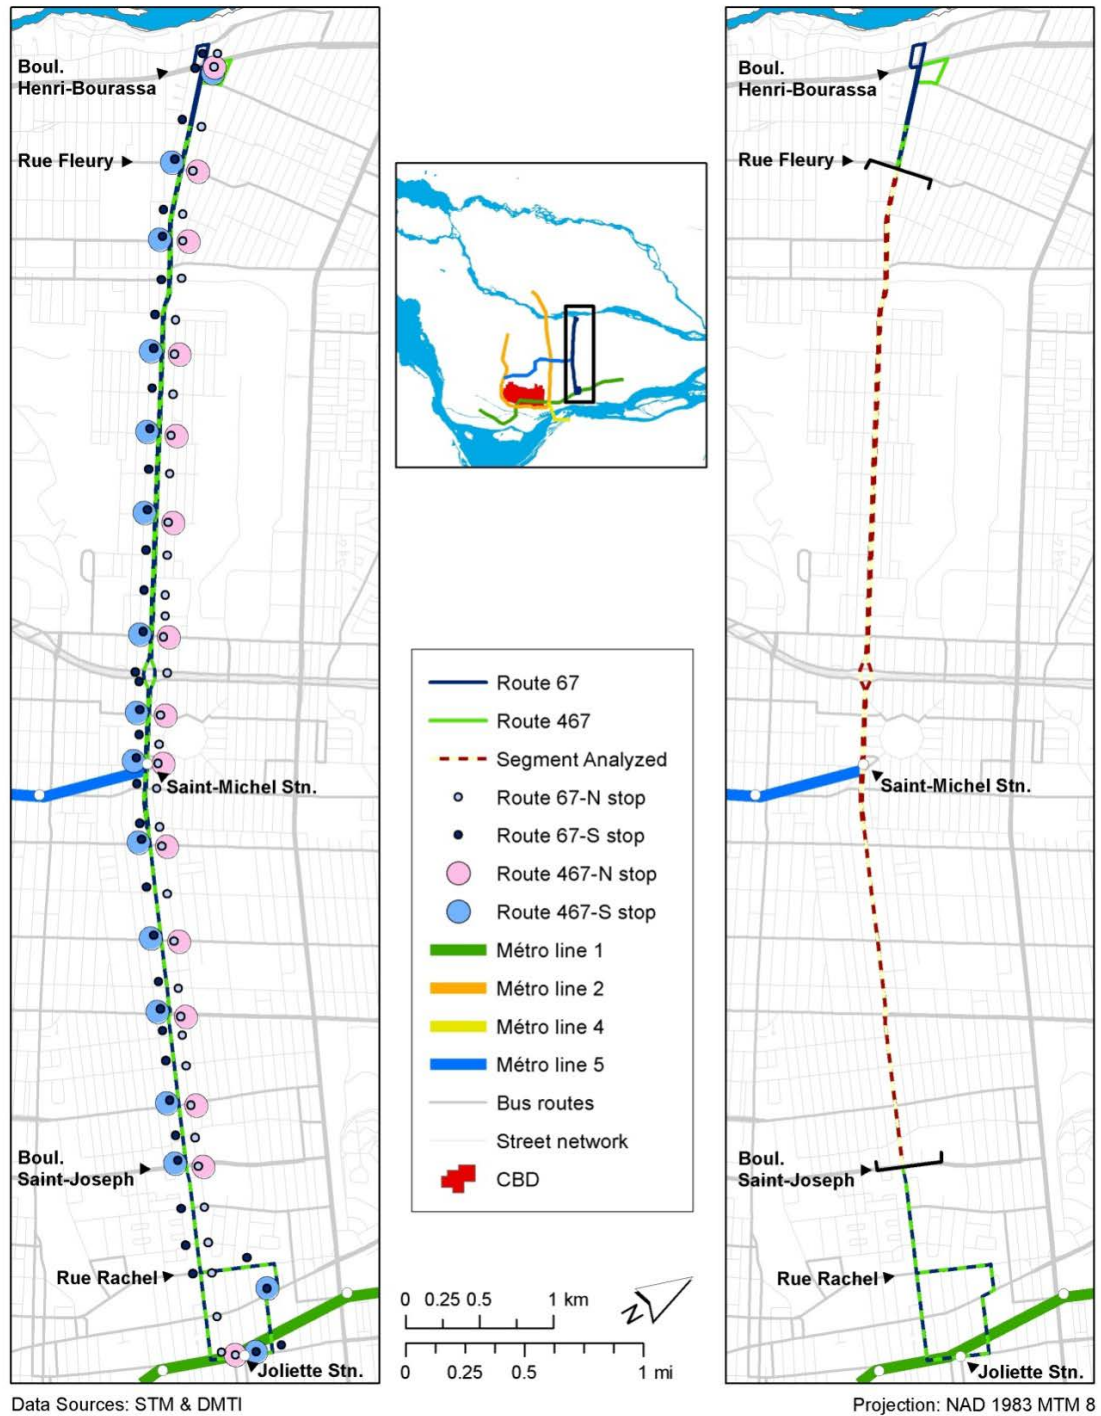 Boul.
Henri-Bourassa
Rue Fleury
Saint-Michel Stn.
Boul.
Saint-Joseph
Rue Rachel
Joliette Stn.
Route 67
Route 467
Segment Analyzed
Route 67-N stop
Route 67-S stop
Route 467-N stop
Route 467-S stop
Métro line 1
Métro line 2
Métro line 4
Métro line 5
Bus routes
Street network
CBD
0 0.25 0.5 1 km
N
0 0.25 0.5 1 mi
Boul.
Henri-Bourassa
Rue Fleury
Saint-Michel Stn.
Boul.
Saint-Joseph
Rue Rachel
Joliette Stn.
Data Sources: STM & DMTI
Projection: NAD 1983 MTM 8